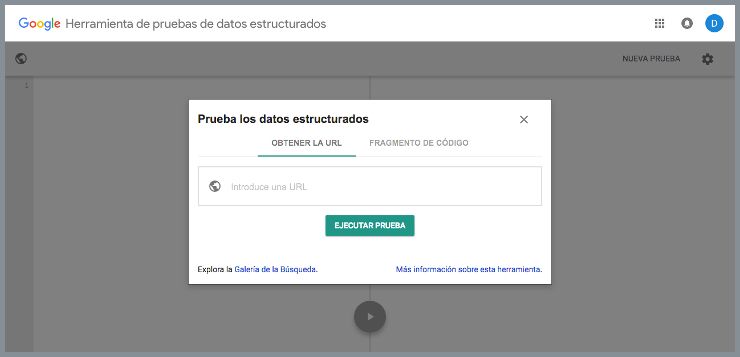 Google Herramienta de pruebas de datos estructurados
D
NUEVA PRUEBA
1
Prueba los datos estructurados
OBTENER LA URL FRAGMENTO DE CÓDIGO
Introduce una URL
EJECUTAR PRUEBA
Explora la Galería de la Búsqueda. Más información sobre esta herramienta.